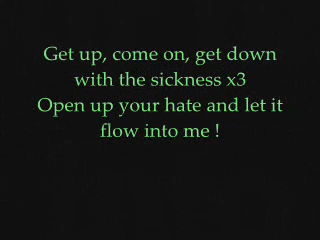 Get up, come on, get down
with the sickness x3
Open up your hate and let it
flow into me !